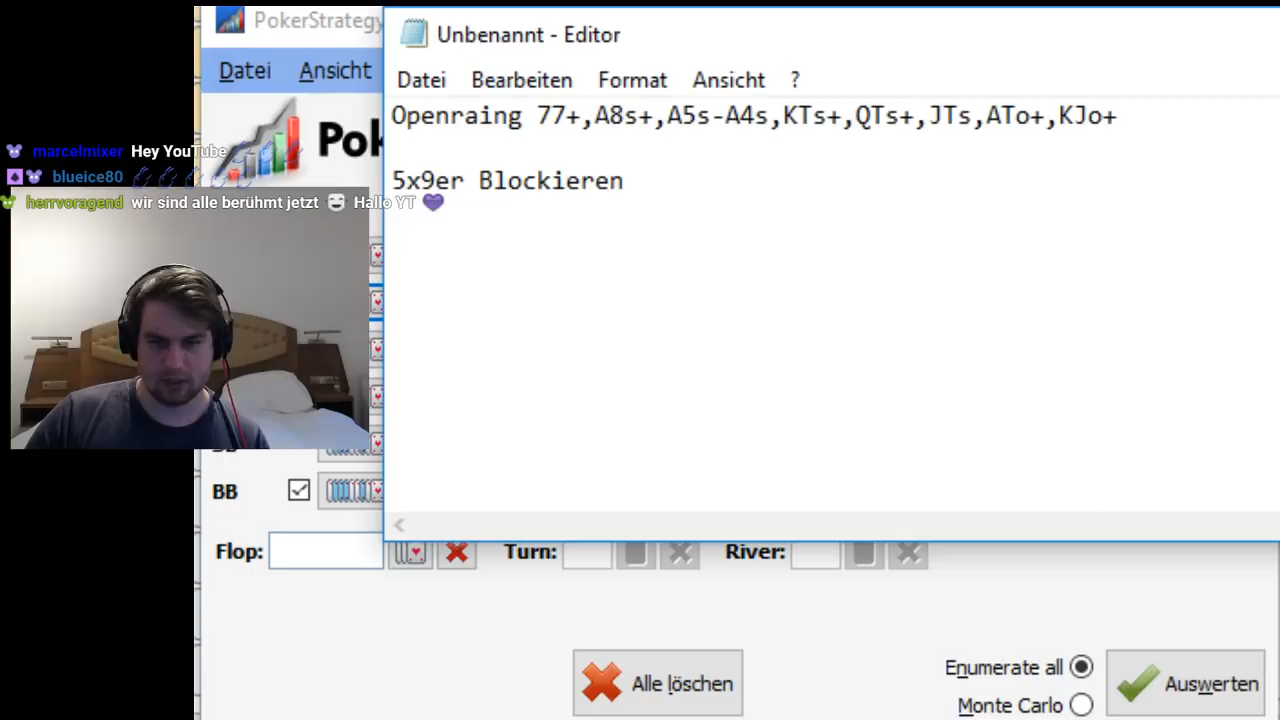 PokerStrategy
Unbenannt - Editor
Datei Ansicht
Datei Bearbeiten Format Ansicht ?
Openraing 77+,A8s+,A5s-A4s,KTs+,QTs+,JTs,ATo+,KJo+
Pok
marcelmixer Hey YouTube
blueice80
5x9er Blockieren
herrvoragend wir sind alle berühmt jetzt Hallo YT
BB
Flop: Turn: River:
Enumerate all
Alle löschen
Auswerten
Monte Carlo